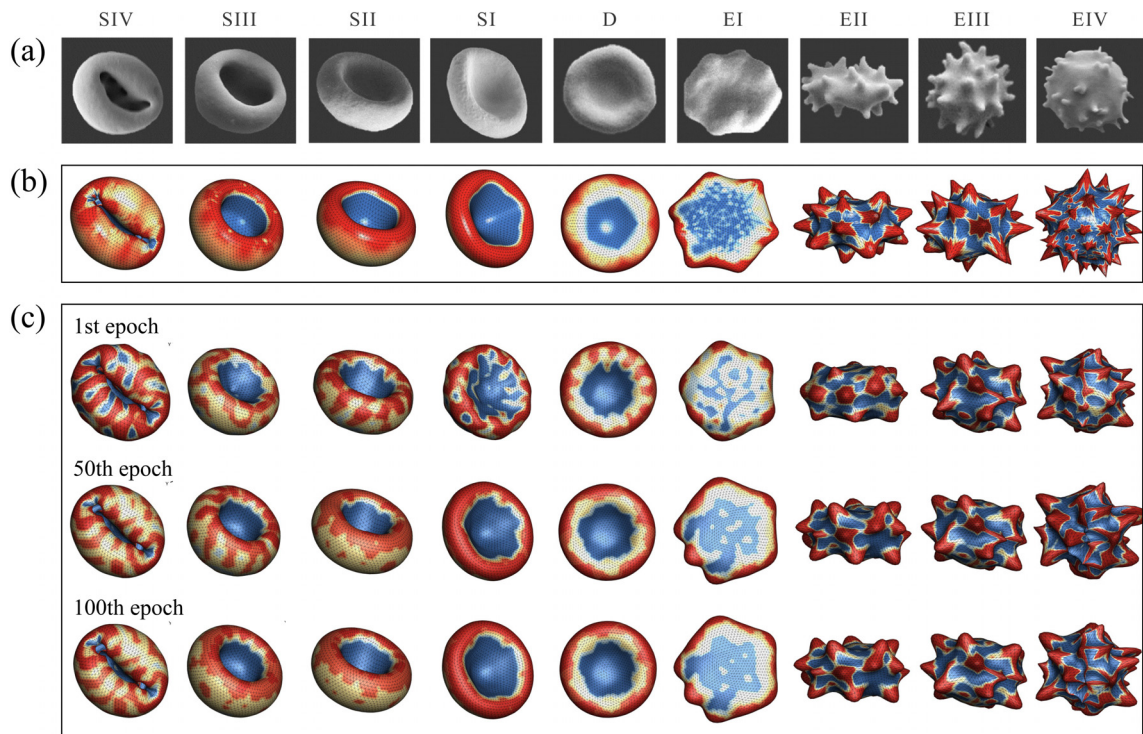 SIV SIII SII SI D EI EII EIII EIV
(a)
(b)
(c)
1st epoch
50th epoch
100th epoch